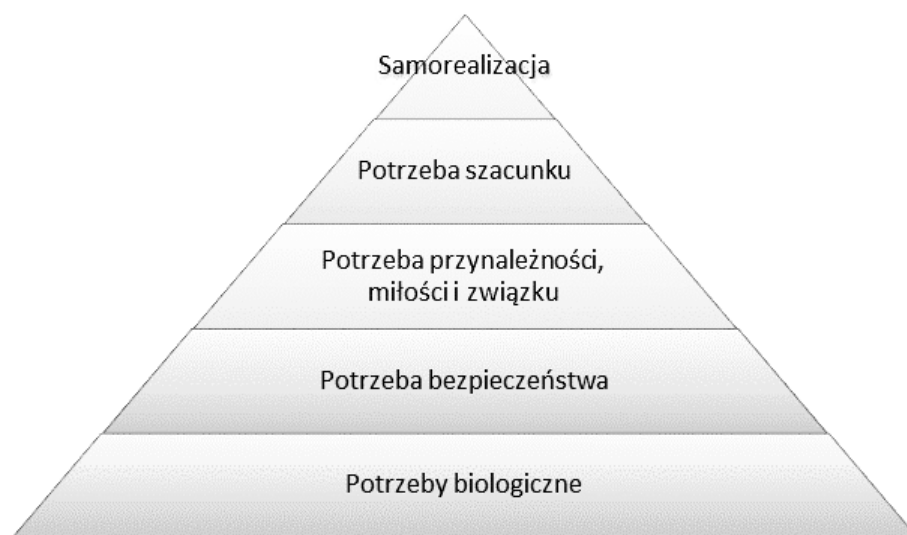 Samorealizacja
Potrzeba szacunku
Potrzeba przynależności,
miłości i związku
Potrzeba bezpieczeństwa
Potrzeby biologiczne